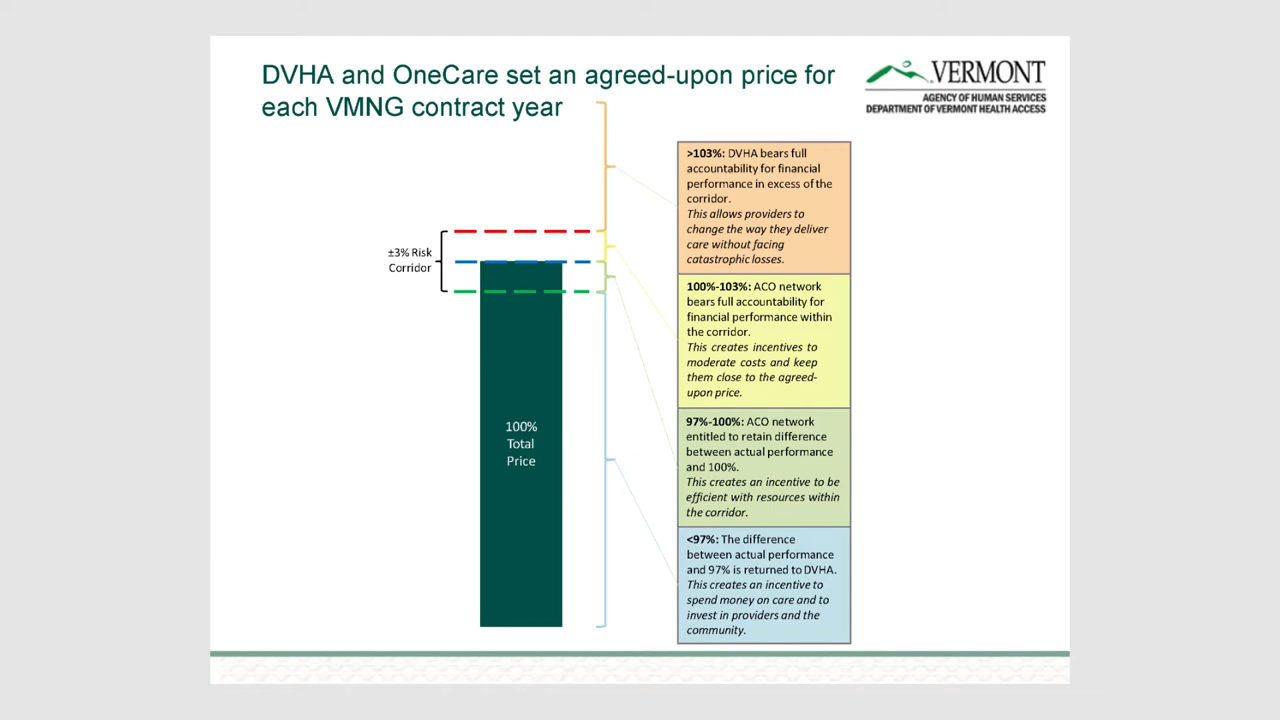 DVHA and OneCare set an agreed-upon price for
each VMNG contract year
VERMONT
AGENCY OF HUMAN SERVICES
DEPARTMENT OF VERMONT HEALTH ACCESS
±3% Risk
Corridor
100%
Total
Price
>103%: DVHA bears full
accountability for financial
performance in excess of the
corridor.
This allows providers to
change the way they deliver
care without facing
catastrophic losses.
100%-103%: ACO network
bears full accountability for
financial performance within
the corridor.
This creates incentives to
moderate costs and keep
them close to the agreed-
upon price.
97%-100%: ACO network
entitled to retain difference
between actual performance
and 100%.
This creates an incentive to be
efficient with resources within
the corridor.
<97%: The difference
between actual performance
and 97% is returned to DVHA.
This creates an incentive to
spend money on care and to
invest in providers and the
community.